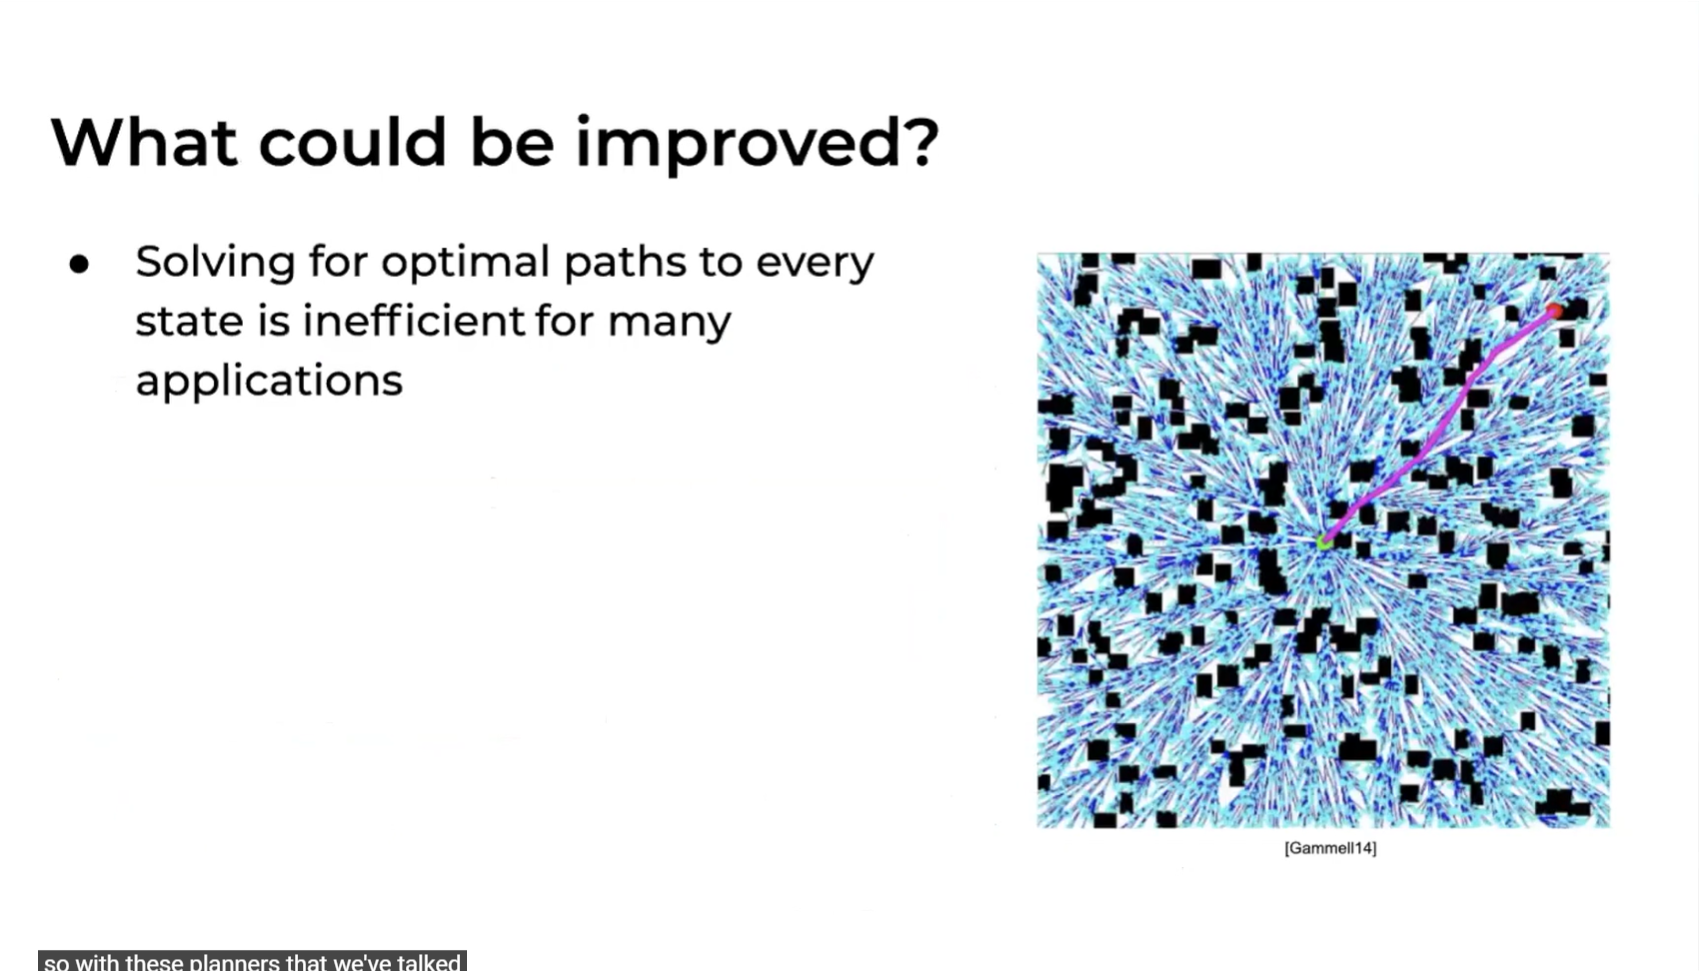 What could be improved?
● Solving for optimal paths to every
state is inefficient for many
applications
[Gammell14]
so with these planners that we've talked